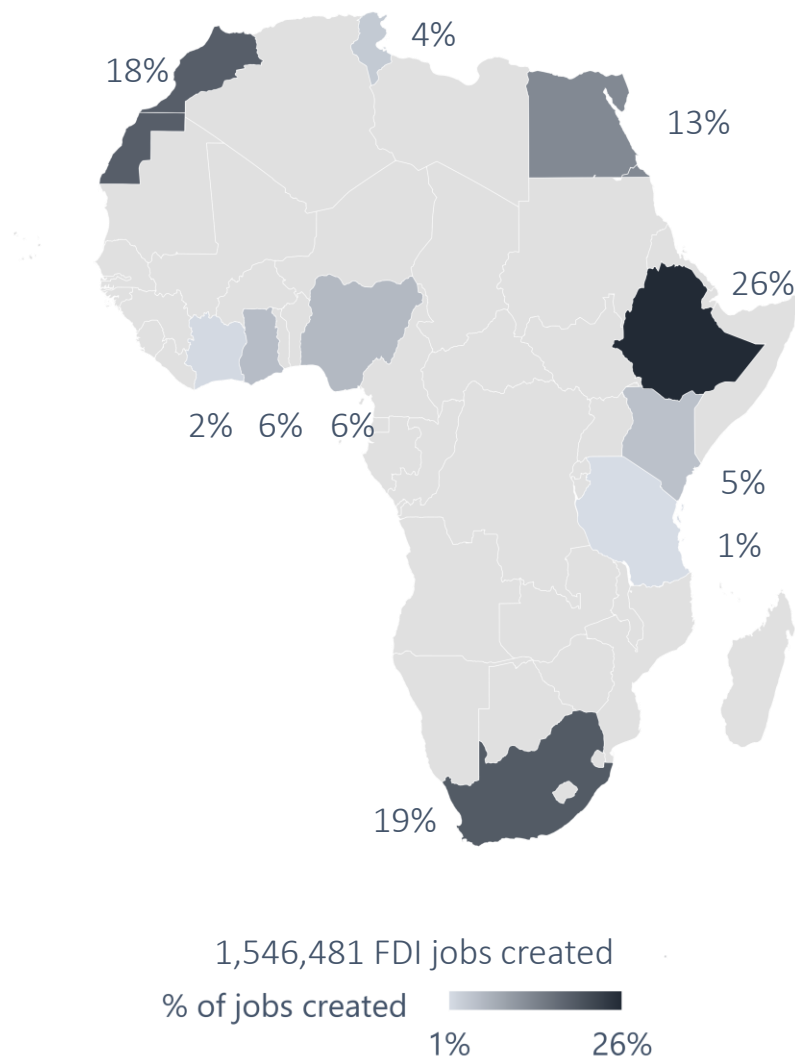 4%
18%
13%
26%
2% 6% 6%
5%
1%
19%
1,546,481 FDI jobs created
% of jobs created
1% 26%